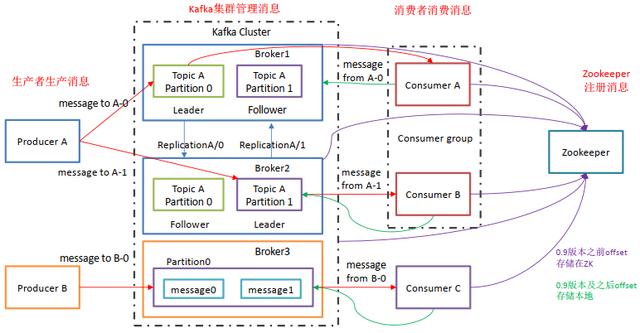 Kafka集群管理消息
消费者消费消息
Kafka Cluster
Broker1
生产者生产消息
Topic A
Partition 0
Topic A
Partition 1
message
from A-0
Consumer A
Zookeeper
注册消息
message to A-0
Leader
Follower
Producer A
ReplicationA/0
ReplicationA/1
Consumer group
Zookeeper
message to A-1
Broker2
Topic A
Partition 0
Topic A
Partition 1
message
from A-1
Consumer B
Follower
Leader
Broker3
message to B-0
Partition0
message
from B-0
0.9版本之前offset
存储在ZK
Producer B
message0
message1
Consumer C
0.9版本及之后offset
存储本地